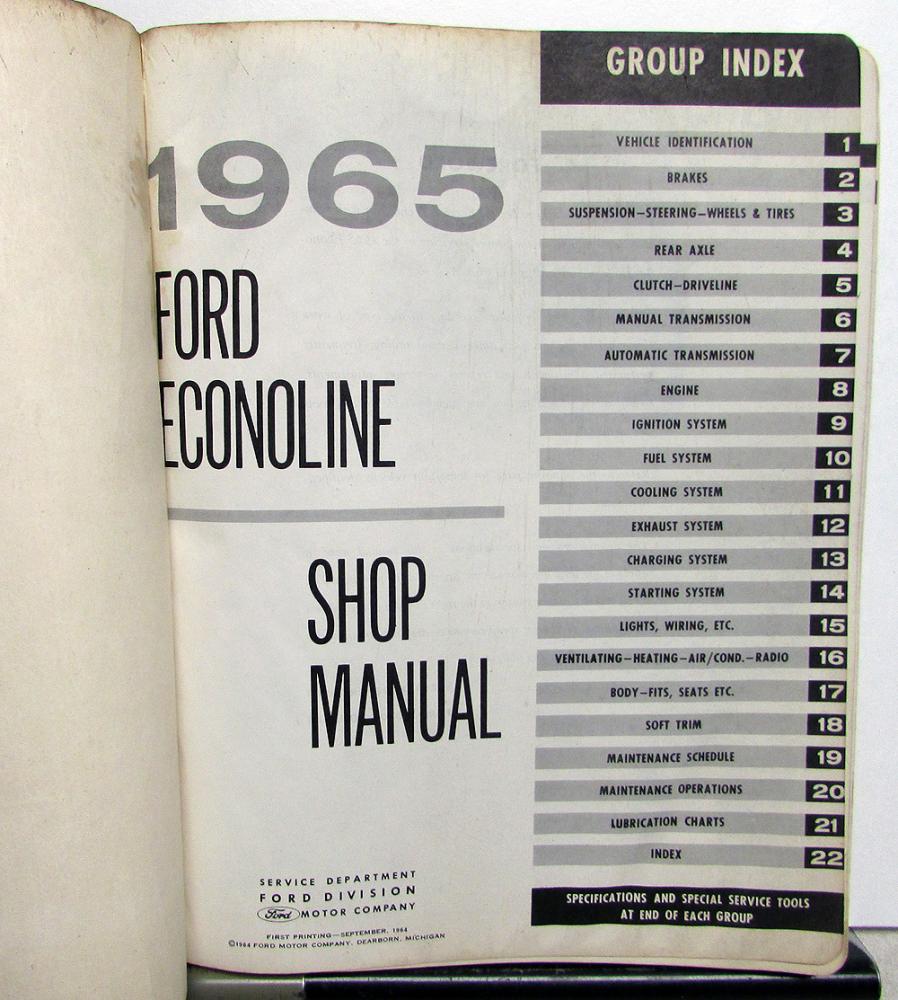 1965
FORD
ECONOLINE
SHOP
MANUAL
SERVICE DEPARTMENT
FORD DIVISION
Ford MOTOR COMPANY
FIRST PRINTING—SEPTEMBER, 1964
©1964 FORD MOTOR COMPANY, DEARBORN, MICHIGAN
GROUP INDEX
VEHICLE IDENTIFICATION 1
BRAKES 2
SUSPENSION—STEERING—WHEELS & TIRES 3
REAR AXLE 4
CLUTCH—DRIVELINE 5
MANUAL TRANSMISSION 6
AUTOMATIC TRANSMISSION 7
ENGINE 8
IGNITION SYSTEM 9
FUEL SYSTEM 10
COOLING SYSTEM 11
EXHAUST SYSTEM 12
CHARGING SYSTEM 13
STARTING SYSTEM 14
LIGHTS, WIRING, ETC. 15
VENTILATING—HEATING—AIR/COND.—RADIO 16
BODY—FITS, SEATS ETC. 17
SOFT TRIM 18
MAINTENANCE SCHEDULE 19
MAINTENANCE OPERATIONS 20
LUBRICATION CHARTS 21
INDEX 22
SPECIFICATIONS AND SPECIAL SERVICE TOOLS
AT END OF EACH GROUP